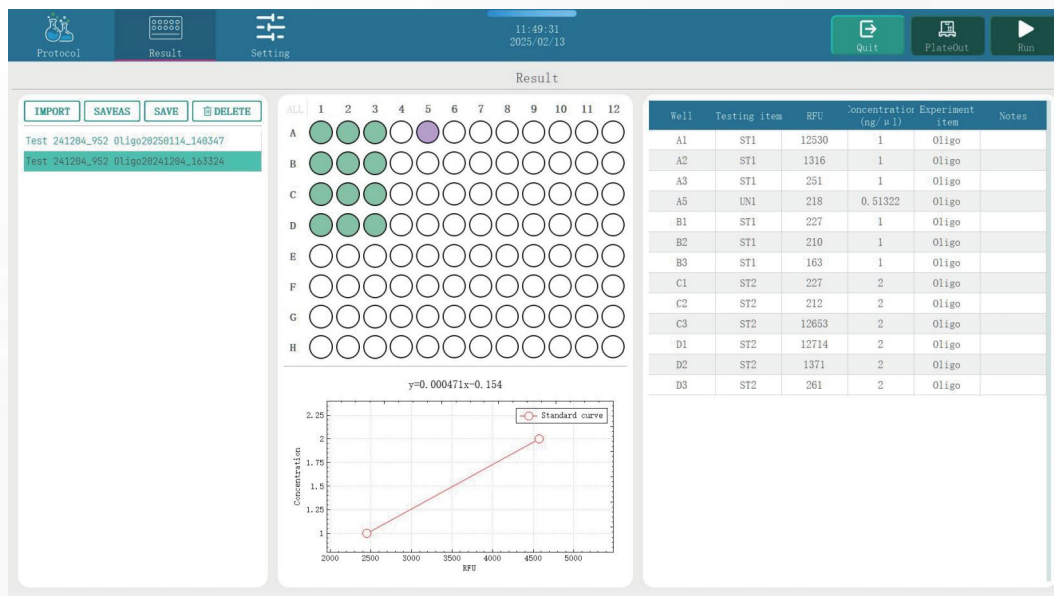 Protocol
Result
Setting
11:49:31
2025/02/13
Quit
PlateOut
Run
Result
IMPORT
SAVEAS
SAVE
DELETE
Test 241204_952 Oligo20250114_140347
Test 241204_952 Oligo20241204_163324
ALL 1 2 3 4 5 6 7 8 9 10 11 12
A
B
C
D
E
F
G
H
y=0.000471x-0.154
Standard curve
2.25
2
1.75
1.5
1.25
1
Concentration
2000 2500 3000 3500 4000 4500 5000
RFU
Well Testing item RFU Concentration (ng/μl) Experiment item Notes
A1 ST1 12530 1 Oligo
A2 ST1 1316 1 Oligo
A3 ST1 251 1 Oligo
A5 UN1 218 0.51322 Oligo
B1 ST1 227 1 Oligo
B2 ST1 210 1 Oligo
B3 ST1 163 1 Oligo
C1 ST2 227 2 Oligo
C2 ST2 212 2 Oligo
C3 ST2 12653 2 Oligo
D1 ST2 12714 2 Oligo
D2 ST2 1371 2 Oligo
D3 ST2 261 2 Oligo